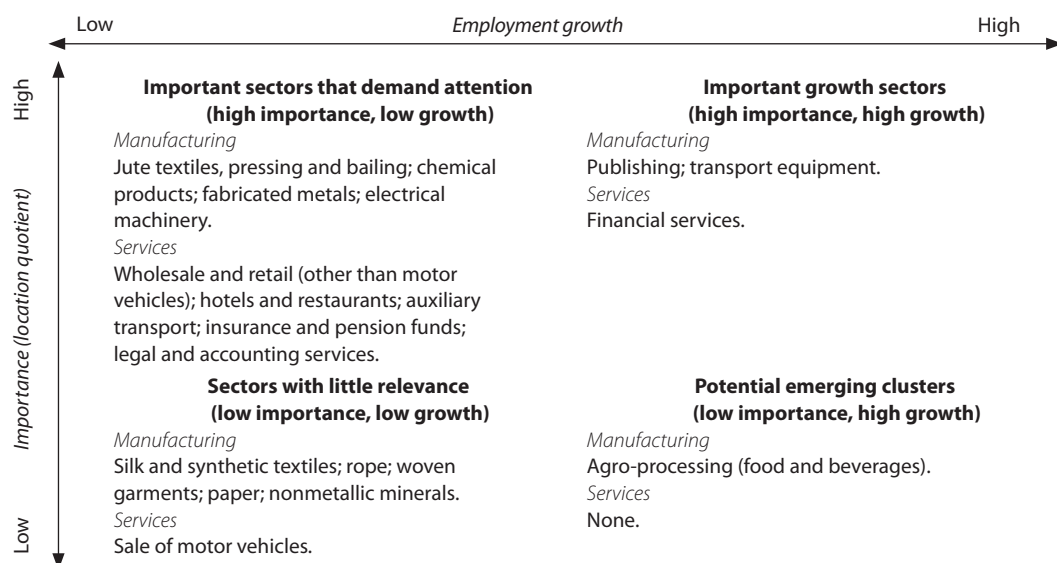 Low
Employment growth
High
High
Importance (location quotient)
Low
Important sectors that demand attention
(high importance, low growth)
Manufacturing
Jute textiles, pressing and bailing; chemical
products; fabricated metals; electrical
machinery.
Services
Wholesale and retail (other than motor
vehicles); hotels and restaurants; auxiliary
transport; insurance and pension funds;
legal and accounting services.
Important growth sectors
(high importance, high growth)
Manufacturing
Publishing; transport equipment.
Services
Financial services.
Sectors with little relevance
(low importance, low growth)
Manufacturing
Silk and synthetic textiles; rope; woven
garments; paper; nonmetallic minerals.
Services
Sale of motor vehicles.
Potential emerging clusters
(low importance, high growth)
Manufacturing
Agro-processing (food and beverages).
Services
None.